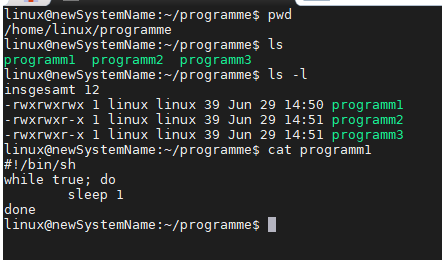 linux@newSystemName:~/programme$ pwd
/home/linux/programme
linux@newSystemName:~/programme$ ls
programm1  programm2  programm3
linux@newSystemName:~/programme$ ls -l
insgesamt 12
-rwxrwxrwx 1 linux linux 39 Jun 29 14:50 programm1
-rwxrwxr-x 1 linux linux 39 Jun 29 14:51 programm2
-rwxrwxr-x 1 linux linux 39 Jun 29 14:51 programm3
linux@newSystemName:~/programme$ cat programm1
#!/bin/sh
while true; do
        sleep 1
done
linux@newSystemName:~/programme$